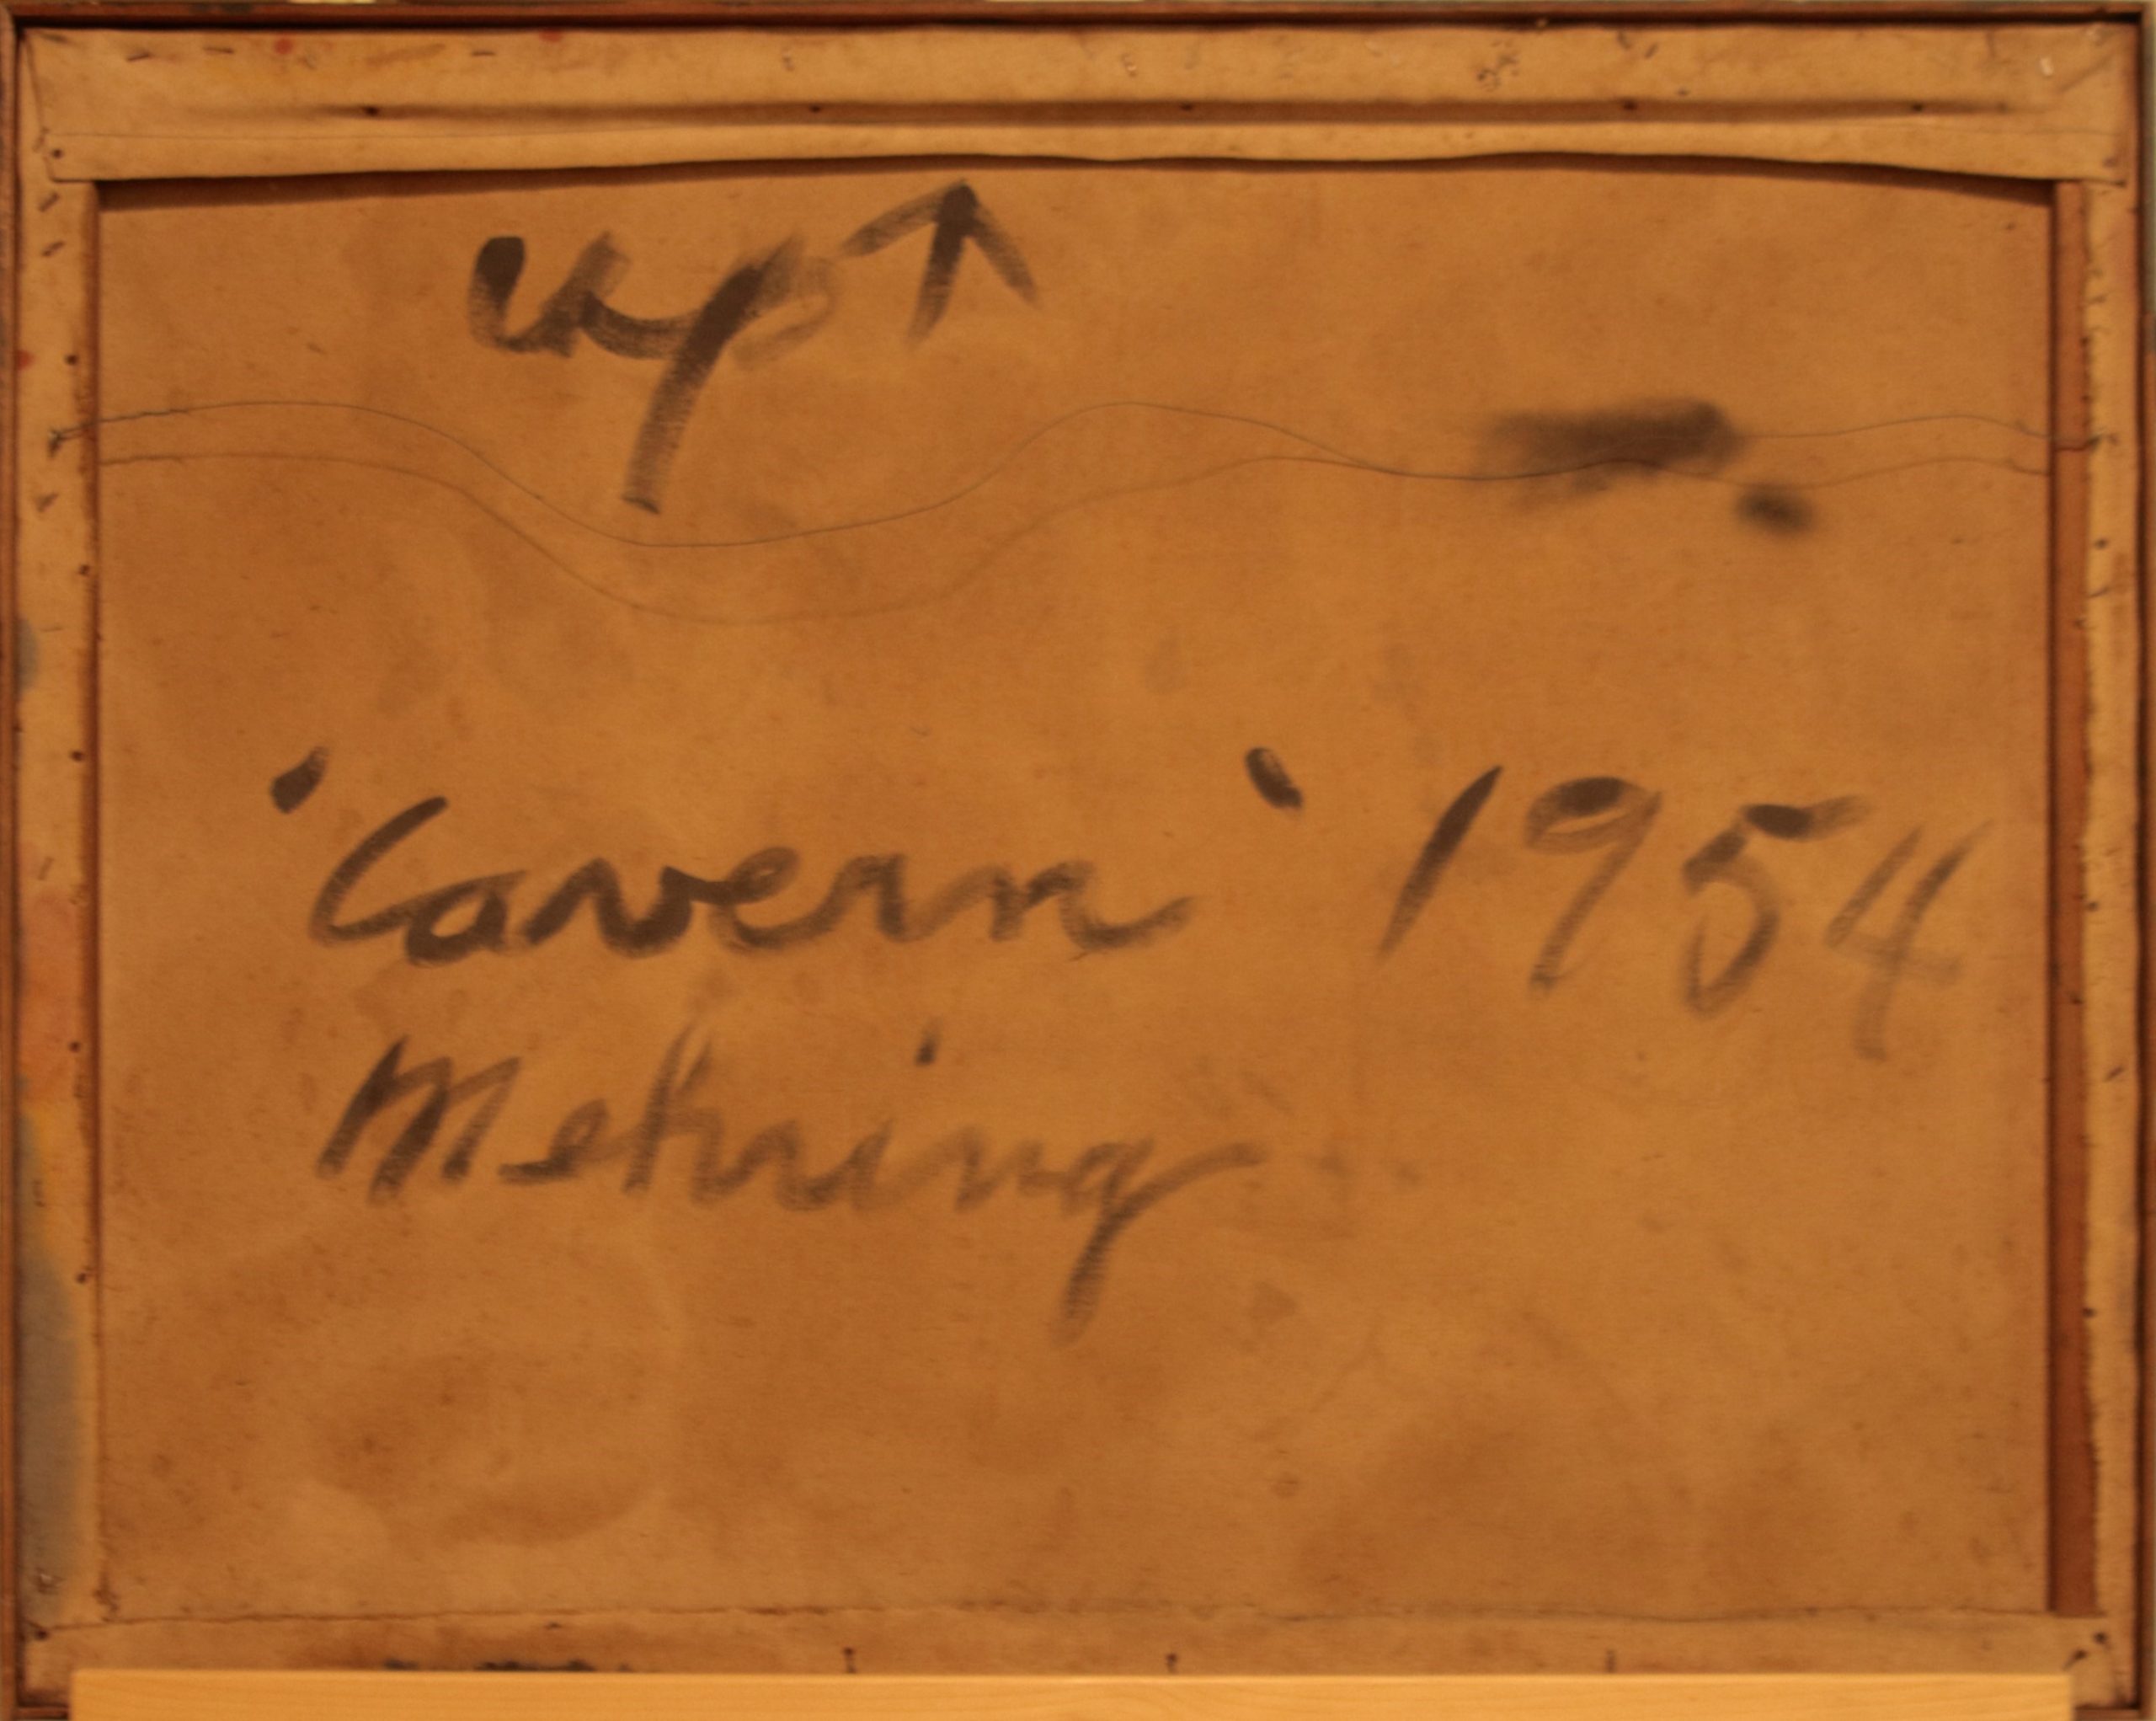 up ↑
'Cavern' 1954
Mehring